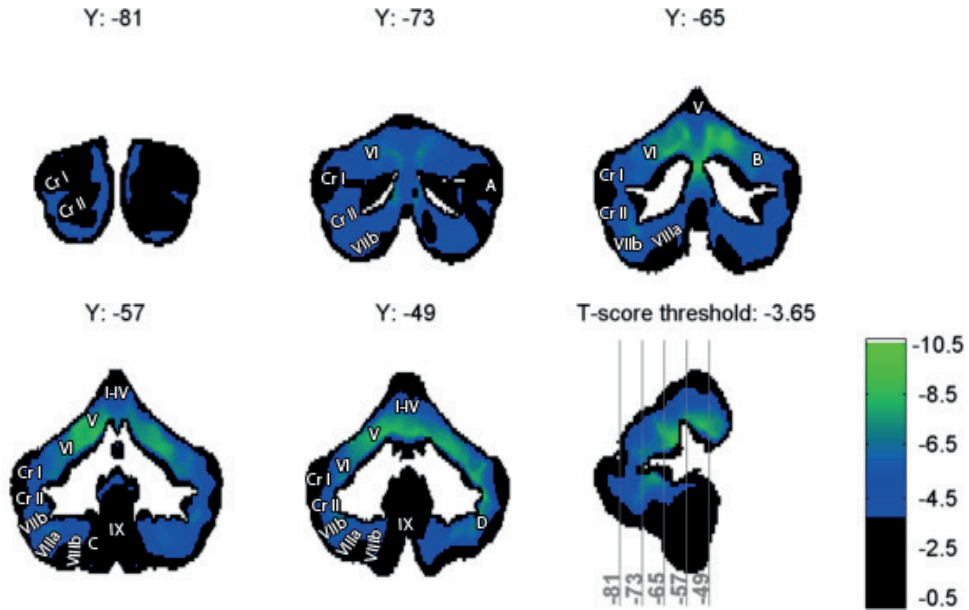 Y: -81
Y: -73
Y: -65
Cr I
Cr II
VI
Cr I
A
Cr II
VIIb
V
VI
B
Cr I
Cr II
VIIb
VIIIa
Y: -57
Y: -49
T-score threshold: -3.65
I-IV
V
VI
Cr I
Cr II
VIIb
VIIIa
VIIIb
C
IX
I-IV
V
VI
Cr I
Cr II
VIIb
VIIIa
VIIIb
IX
D
-81
-73
-65
-57
-49
-10.5
-8.5
-6.5
-4.5
-2.5
-0.5